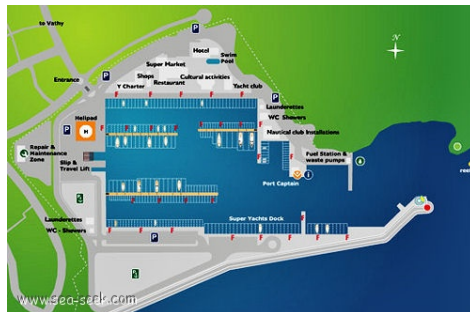 to Vathy
N
P
Hotel
Swim
Pool
Super Market
Entrance
P
Shops
Cultural activities
Restaurant
Y Charter
Yacht club
F F F F F
P
Launderettes
WC Showers
Helipad
P
H
Nautical club Installations
Repair &
Maintenance
Zone
Fuel Station &
waste pumps
Slip &
Travel Lift
Port Captain
i
Launderettes
WC - Showers
Super Yachts Dock
P
F F F F F
www.sea-seek.com